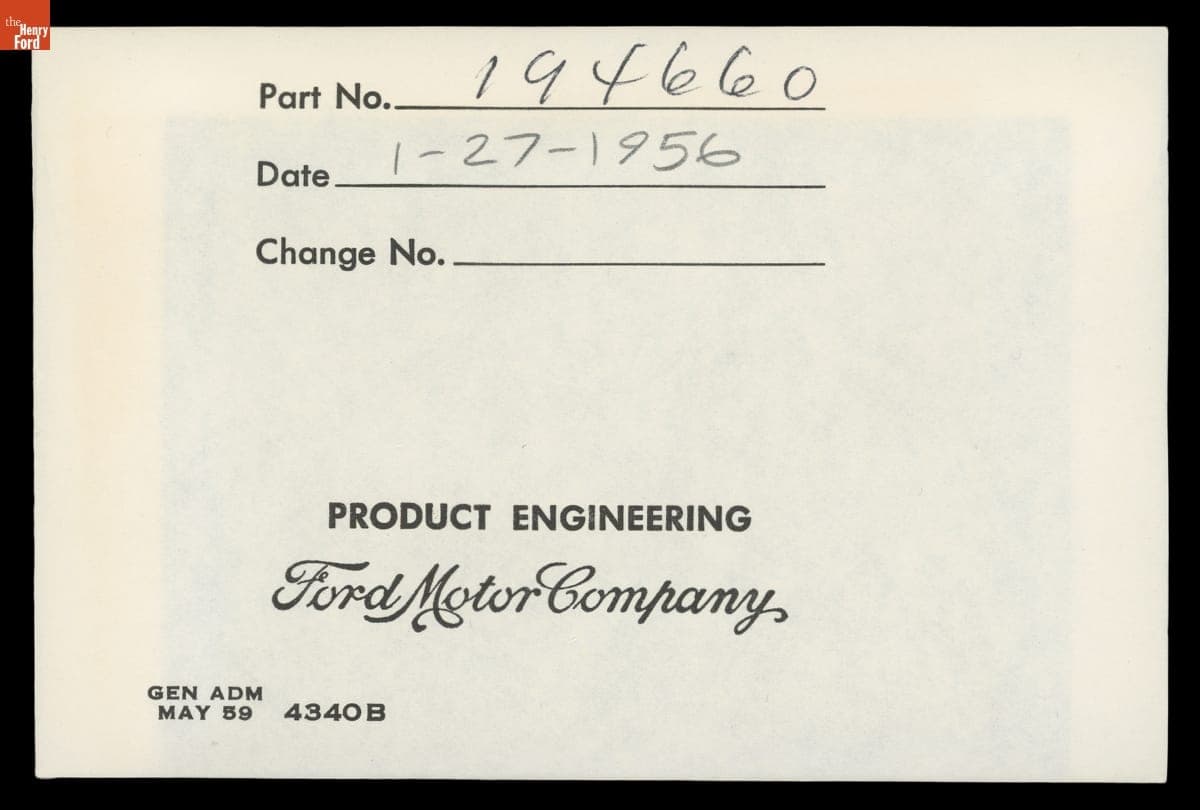 the
Henry
Ford
Part No. 194660
Date 1-27-1956
Change No.
PRODUCT ENGINEERING
Ford Motor Company
GEN ADM
MAY 59 4340B